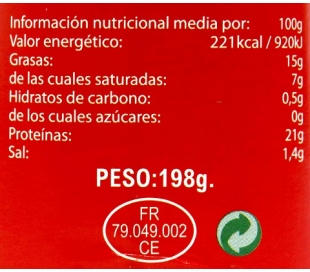 Información nutricional media por: 100g
Valor energético: 221kcal / 920kJ
Grasas: 15g
de las cuales saturadas: 7g
Hidratos de carbono: 0,5g
de los cuales azúcares: 0g
Proteínas: 21g
Sal: 1,4g
PESO:198g.
FR
79.049.002
CE